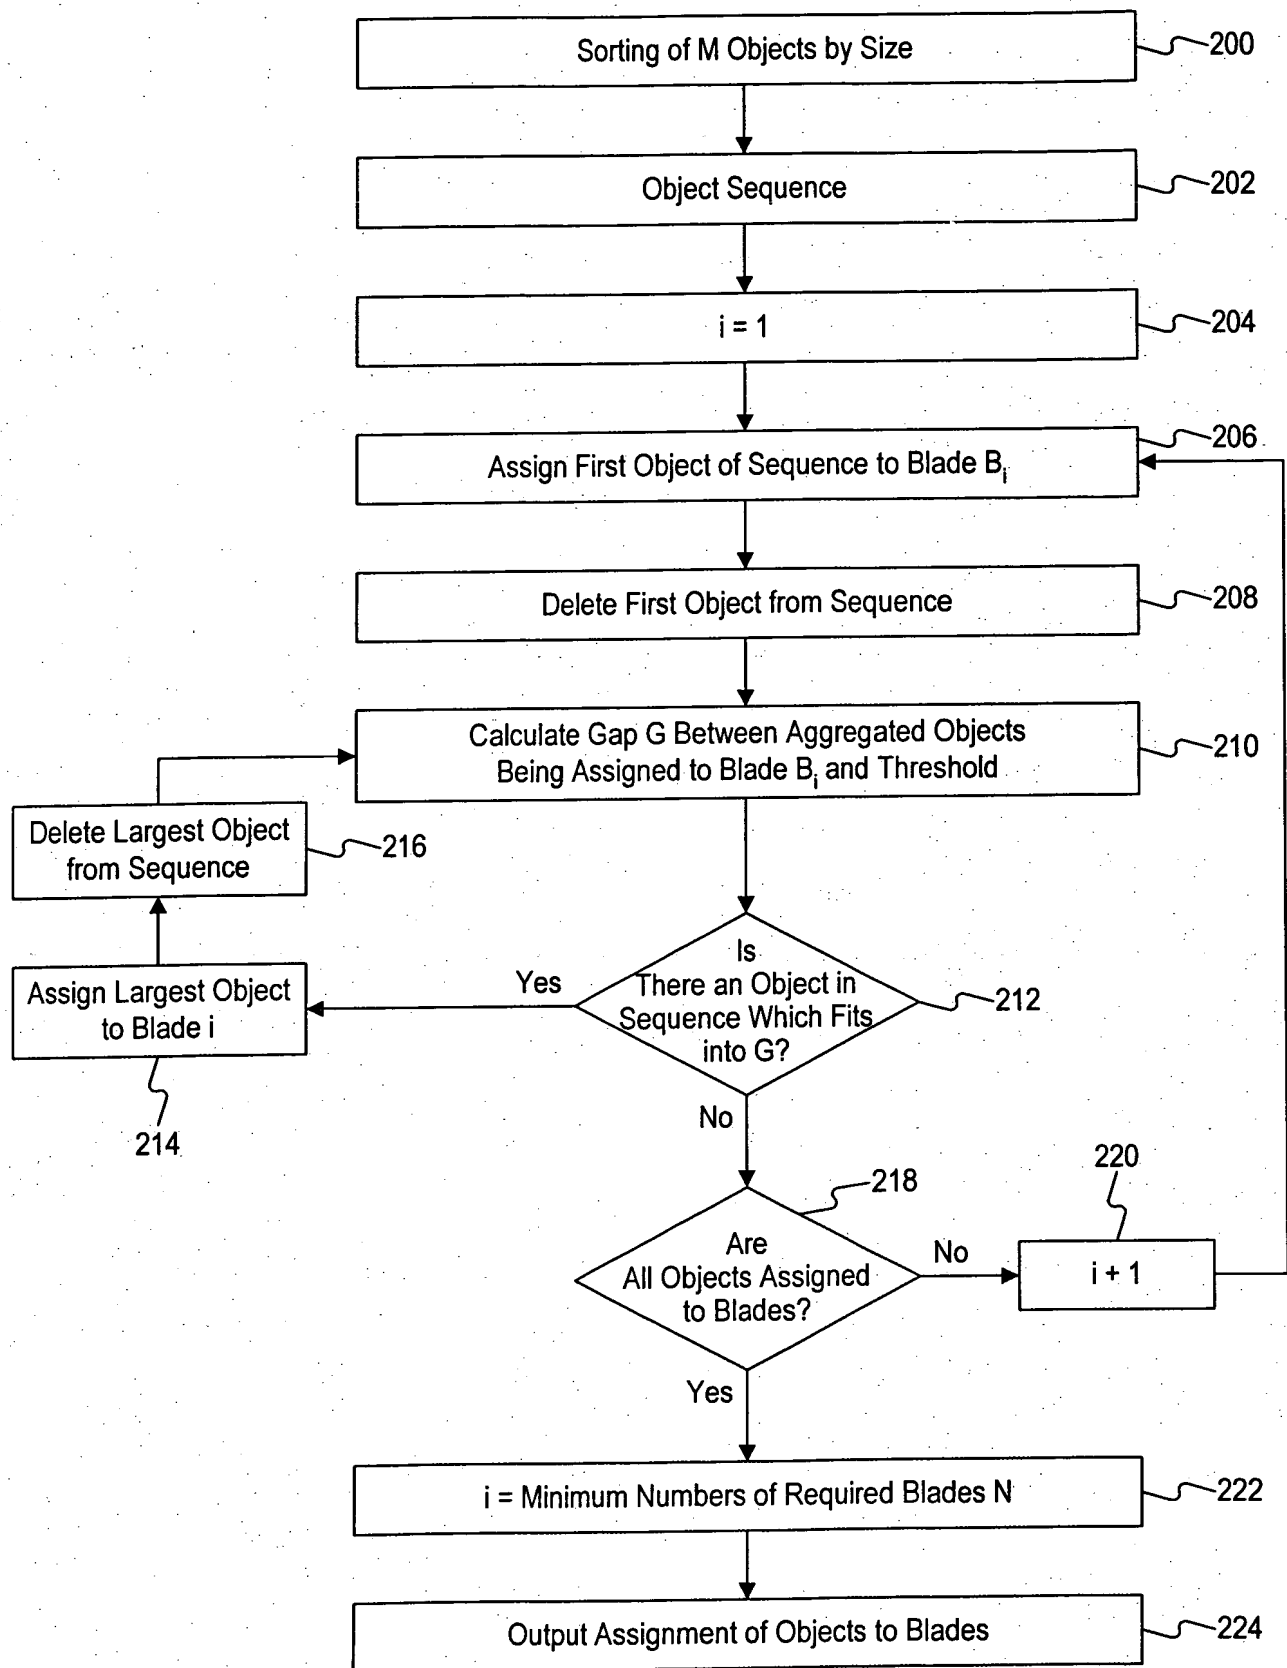 Sorting of M Objects by Size
200
Object Sequence
202
i = 1
204
Assign First Object of Sequence to Blade Bi
206
Delete First Object from Sequence
208
Calculate Gap G Between Aggregated Objects
Being Assigned to Blade Bi and Threshold
210
Delete Largest Object
from Sequence
216
Is
There an Object in
Sequence Which Fits
into G?
212
Yes
Assign Largest Object
to Blade i
214
No
218
220
Are
All Objects Assigned
to Blades?
No
i + 1
Yes
i = Minimum Numbers of Required Blades N
222
Output Assignment of Objects to Blades
224